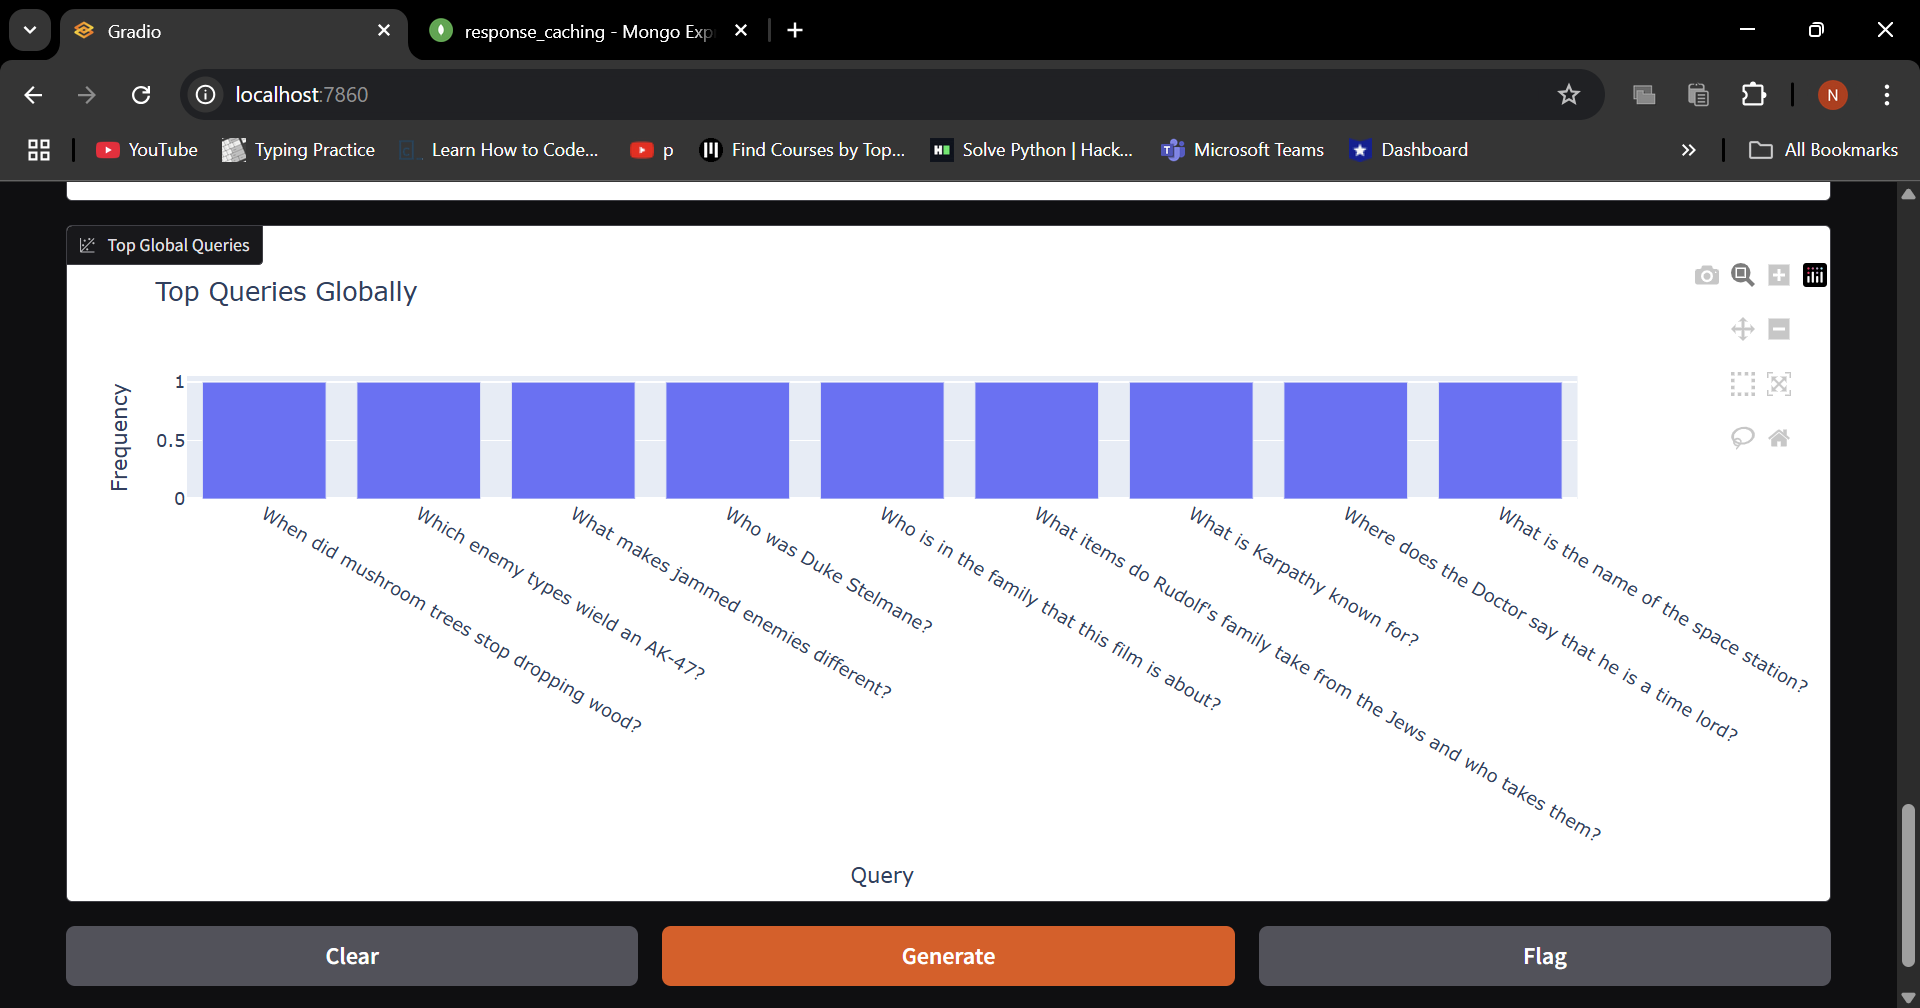 Gradio
response_caching - Mongo Exp
localhost:7860
N
YouTube
Typing Practice
Learn How to Code...
p
Find Courses by Top...
Solve Python | Hack...
Microsoft Teams
Dashboard
All Bookmarks
Top Global Queries
Top Queries Globally
Frequency
1
0.5
0
When did mushroom trees stop dropping wood?
Which enemy types wield an AK-47?
What makes jammed enemies different?
Who was Duke Stelmane?
Who is in the family that this film is about?
What items do Rudolf's family take from the Jews and who takes them?
What is Karpathy known for?
Where does the Doctor say that he is a time lord?
What is the name of the space station?
Query
Clear
Generate
Flag